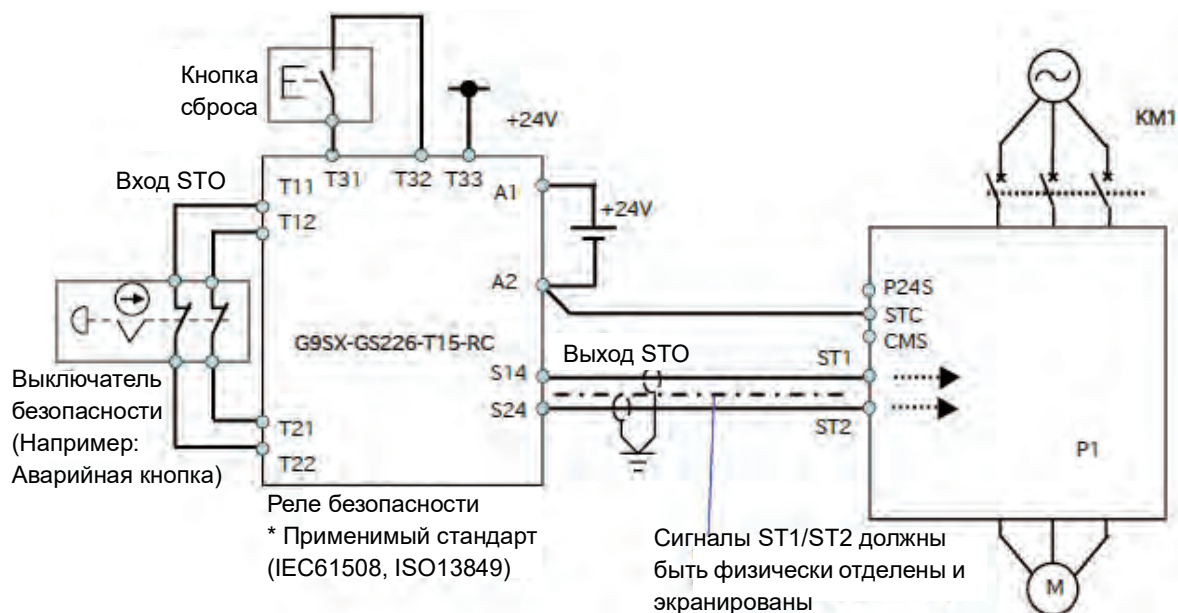 Кнопка
сброса
+24V
KM1
Вход STO
T11
T31
T32
T33
A1
T12
+24V
A2
P24S
STC
CMS
G9SX-GS226-T15-RC
Выход STO
ST1
S14
S24
ST2
Выключатель
безопасности
(Например:
Аварийная кнопка)
T21
T22
P1
Реле безопасности
* Применимый стандарт
(IEC61508, ISO13849)
Сигналы ST1/ST2 должны
быть физически отделены и
экранированы
M